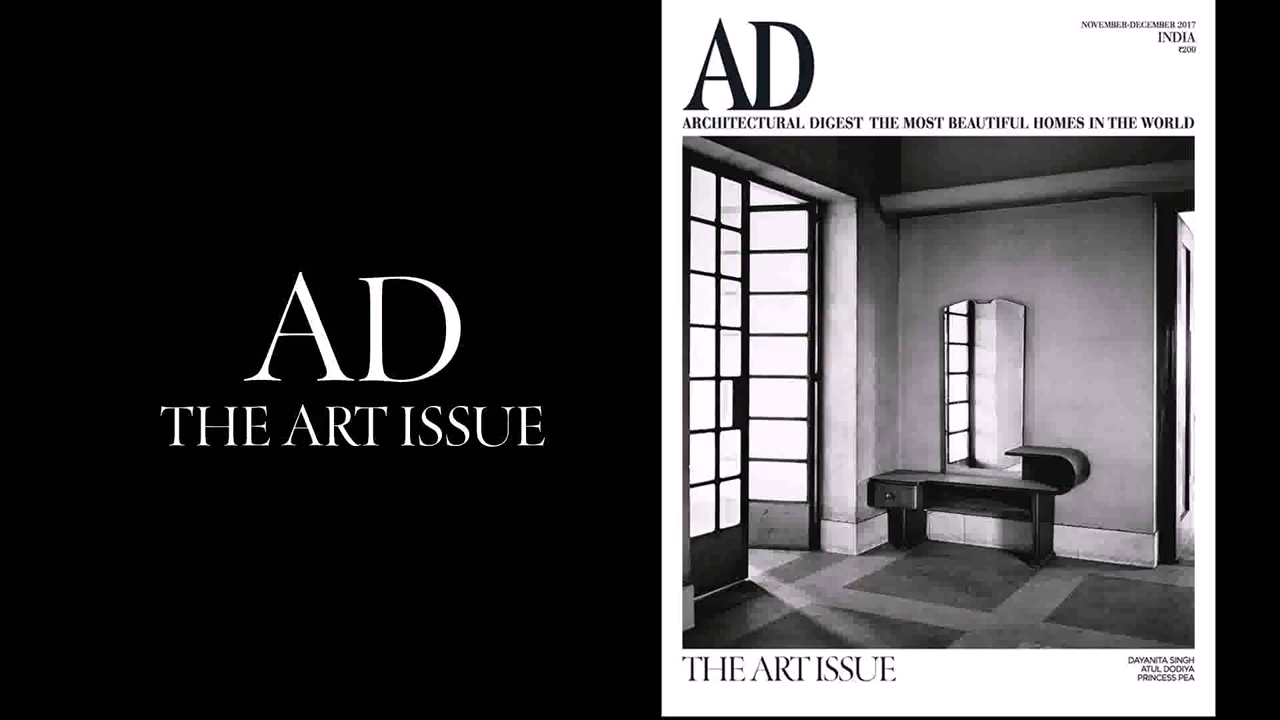 AD
THE ART ISSUE
AD
NOVEMBER-DECEMBER 2017
INDIA
₹200
ARCHITECTURAL DIGEST THE MOST BEAUTIFUL HOMES IN THE WORLD
THE ART ISSUE
DAYANITA SINGH
ATUL DODIYA
PRINCESS PEA